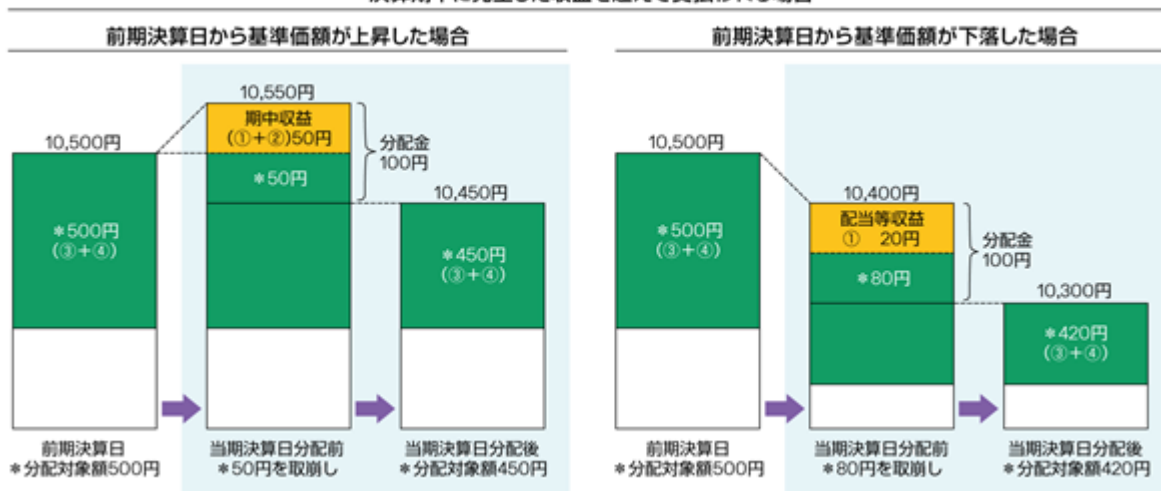 前期決算日から基準価額が上昇した場合
10,500円
＊500円
(③＋④)
10,550円
期中収益
(①＋②)50円
＊50円
分配金
100円
10,450円
＊450円
(③＋④)
前期決算日
＊分配対象額500円
当期決算日分配前
＊50円を取崩し
当期決算日分配後
＊分配対象額450円
前期決算日から基準価額が下落した場合
10,500円
＊500円
(③＋④)
10,400円
配当等収益
① 20円
＊80円
分配金
100円
10,300円
＊420円
(③＋④)
前期決算日
＊分配対象額500円
当期決算日分配前
＊80円を取崩し
当期決算日分配後
＊分配対象額420円